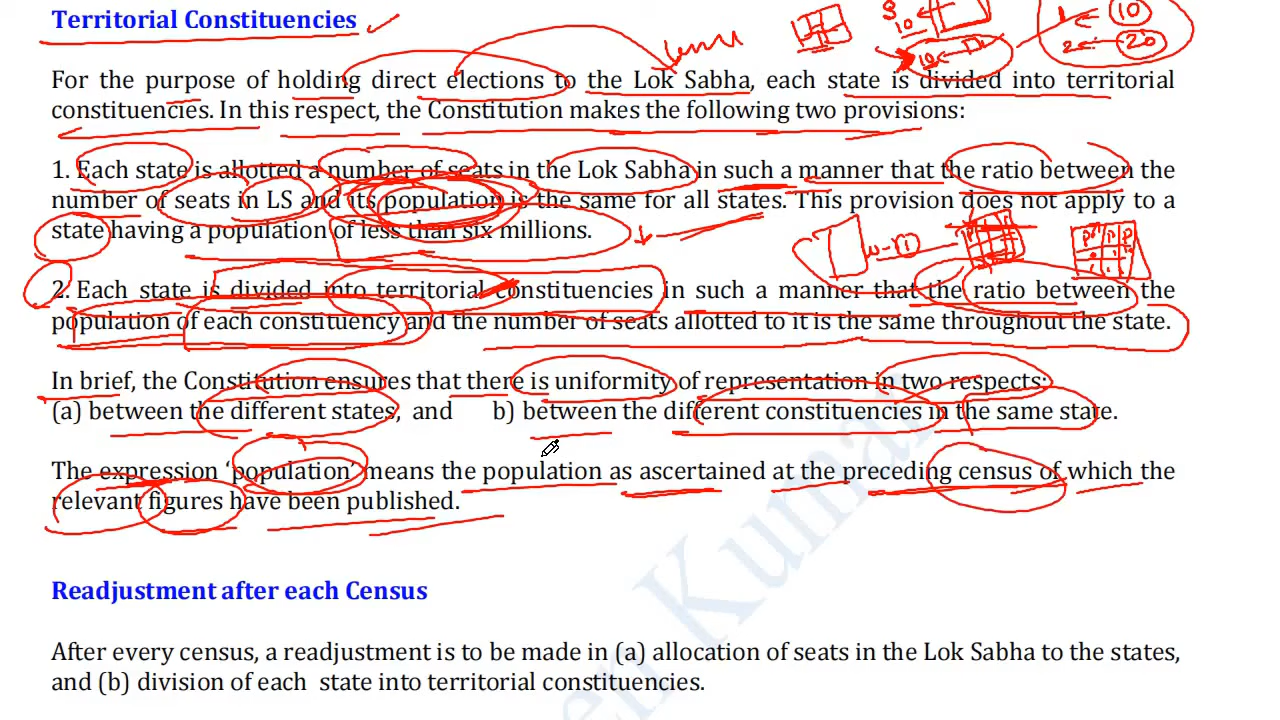 Territorial Constituencies
10
10
1
10
2
20
For the purpose of holding direct elections to the Lok Sabha, each state is divided into territorial
constituencies. In this respect, the Constitution makes the following two provisions:
1. Each state is allotted a number of seats in the Lok Sabha in such a manner that the ratio between the
number of seats in LS and its population is the same for all states. This provision does not apply to a
state having a population of less than six millions.
2. Each state is divided into territorial constituencies in such a manner that the ratio between the
population of each constituency and the number of seats allotted to it is the same throughout the state.
In brief, the Constitution ensures that there is uniformity of representation in two respects:
(a) between the different states, and b) between the different constituencies in the same state.
The expression ‘population’ means the population as ascertained at the preceding census of which the
relevant figures have been published.
Kumar
Readjustment after each Census
After every census, a readjustment is to be made in (a) allocation of seats in the Lok Sabha to the states,
and (b) division of each state into territorial constituencies.